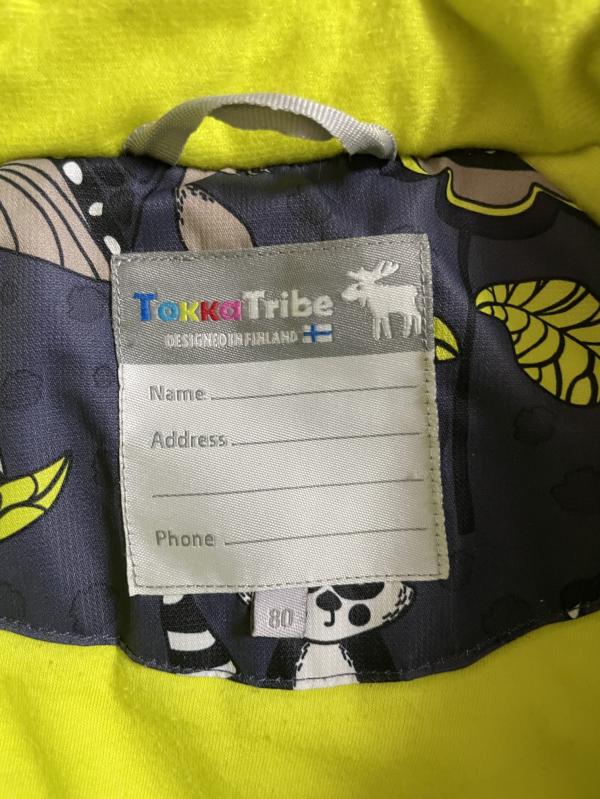 TokkaTribe
DESIGNED IN FINLAND
Name
Address
Phone
80